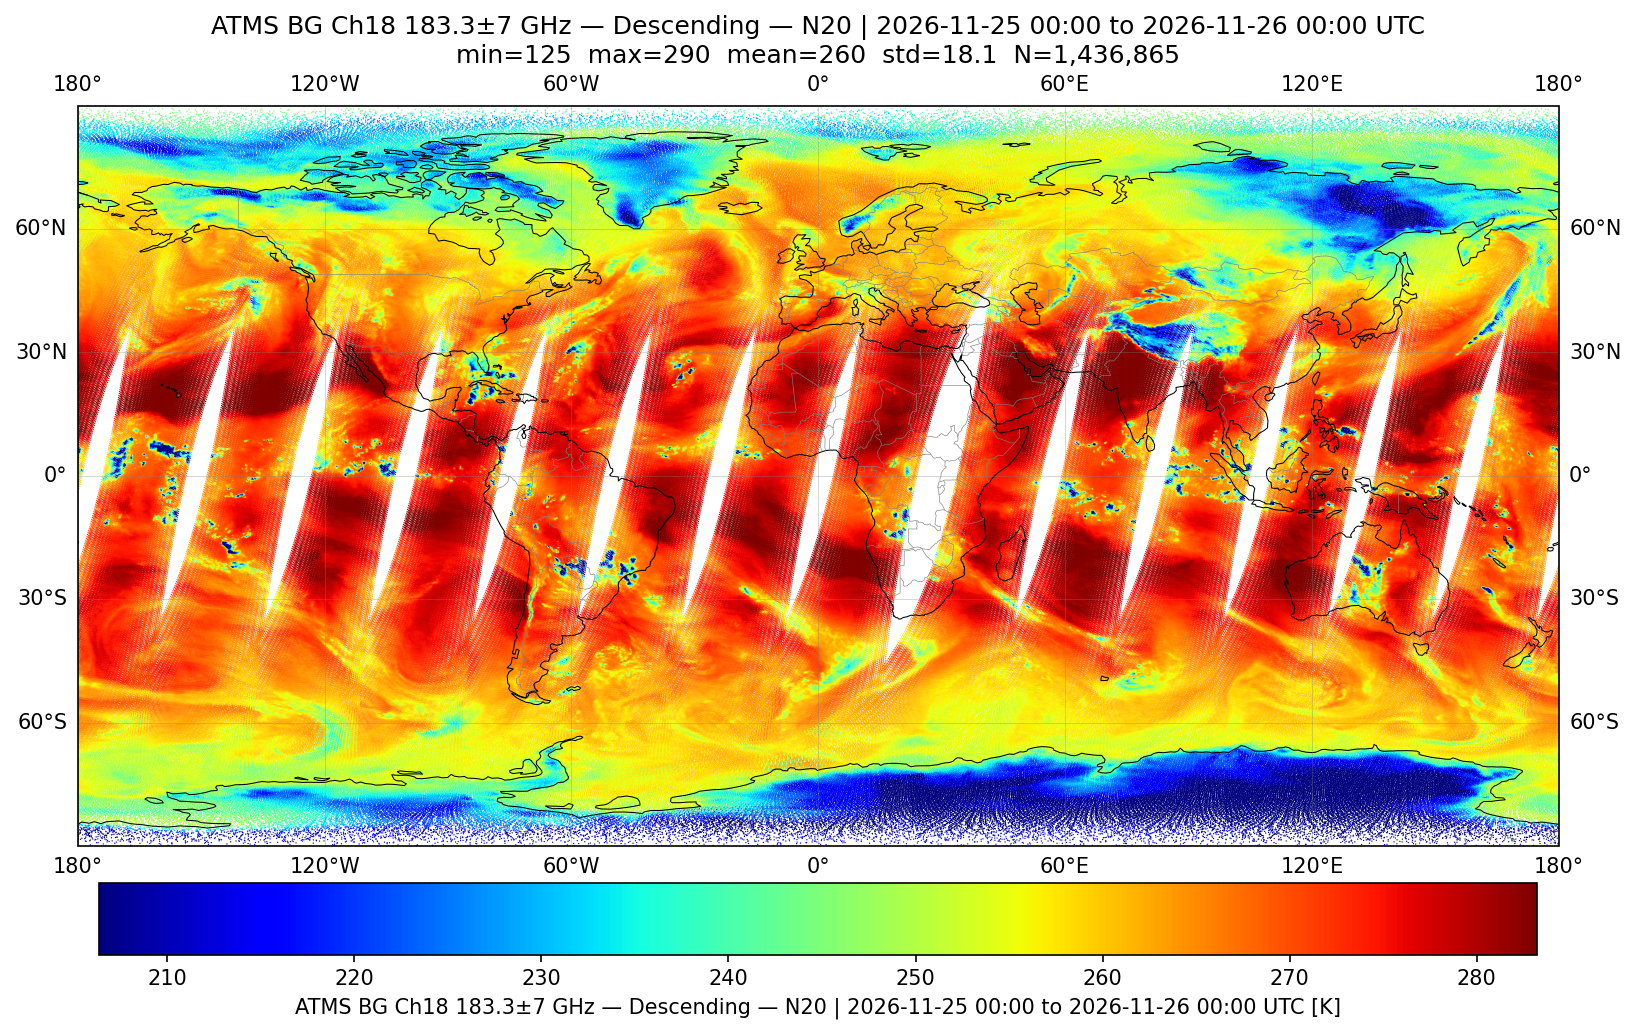 ATMS BG Ch18 183.3±7 GHz — Descending — N20 | 2026-11-25 00:00 to 2026-11-26 00:00 UTC
min=125 max=290 mean=260 std=18.1 N=1,436,865
180° 120°W 60°W 0° 60°E 120°E 180°
60°N 60°N
30°N 30°N
0° 0°
30°S 30°S
60°S 60°S
180° 120°W 60°W 0° 60°E 120°E 180°
210 220 230 240 250 260 270 280
ATMS BG Ch18 183.3±7 GHz — Descending — N20 | 2026-11-25 00:00 to 2026-11-26 00:00 UTC [K]